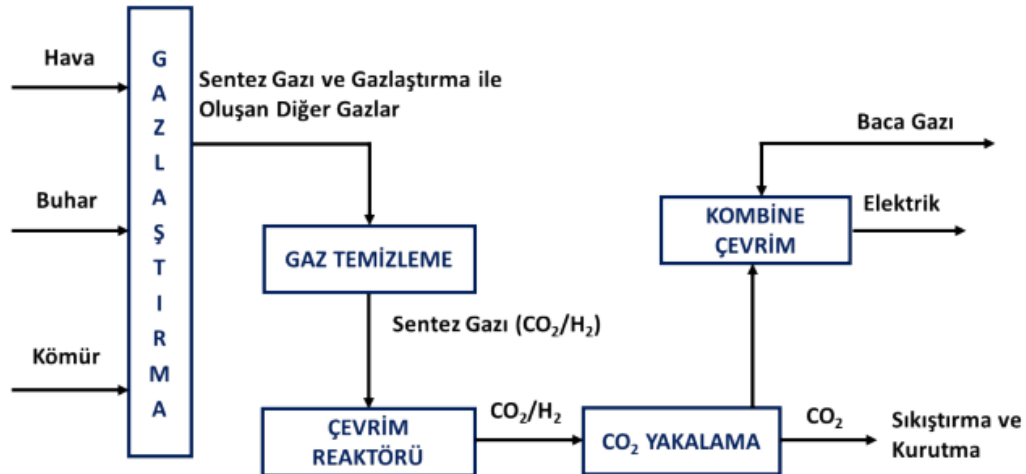 Hava
Buhar
Kömür
GAZLAŞTIRMA
Sentez Gazı ve Gazlaştırma ile
Oluşan Diğer Gazlar
GAZ TEMİZLEME
Sentez Gazı (CO₂/H₂)
ÇEVRİM
REAKTÖRÜ
CO₂/H₂
CO₂ YAKALAMA
CO₂
Sıkıştırma ve
Kurutma
KOMBİNE
ÇEVRİM
Baca Gazı
Elektrik